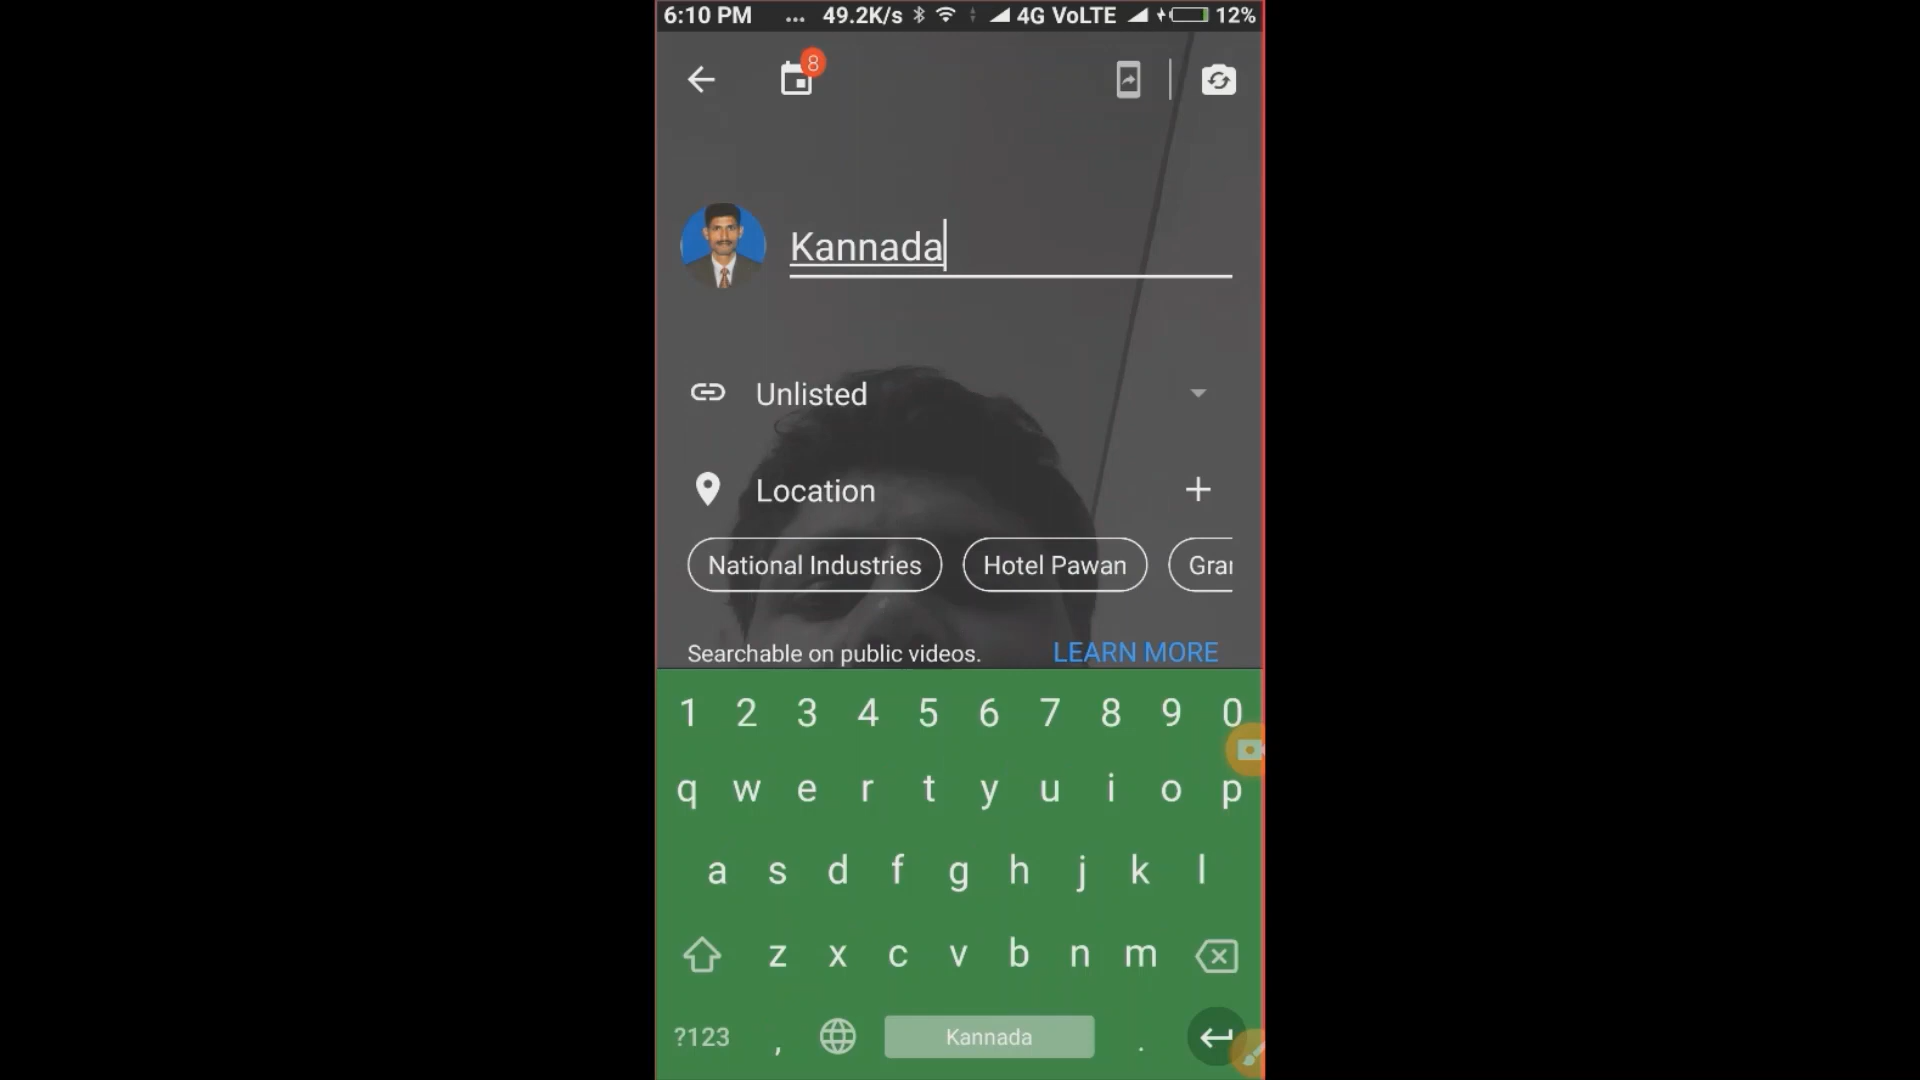 6:10 PM ... 49.2K/s 4G VoLTE 12%
8
Kannada
Unlisted
Location
National Industries Hotel Pawan Gra
Searchable on public videos. LEARN MORE
1 2 3 4 5 6 7 8 9 0
q w e r t y u i o p
a s d f g h j k l
z x c v b n m
?123 , Kannada .